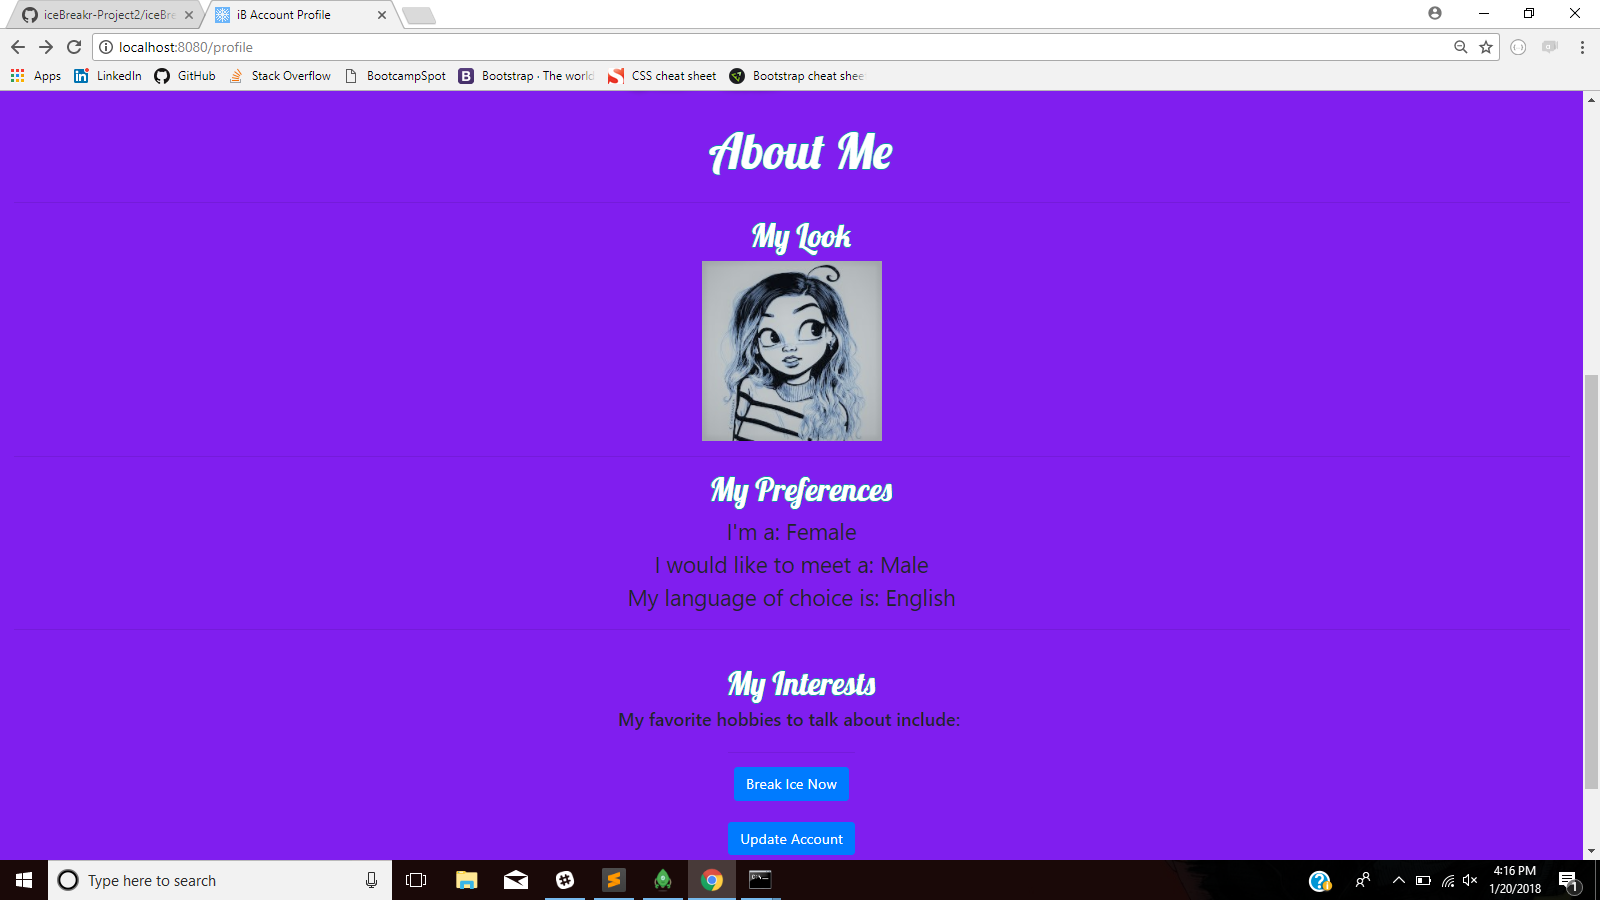 iceBreakr-Project2/iceBre
iB Account Profile
localhost:8080/profile
Apps
LinkedIn
GitHub
Stack Overflow
BootcampSpot
Bootstrap · The world
CSS cheat sheet
Bootstrap cheat shee
About Me
My Look
My Preferences
I'm a: Female
I would like to meet a: Male
My language of choice is: English
My Interests
My favorite hobbies to talk about include:
Break Ice Now
Update Account
Type here to search
4:16 PM
1/20/2018
1